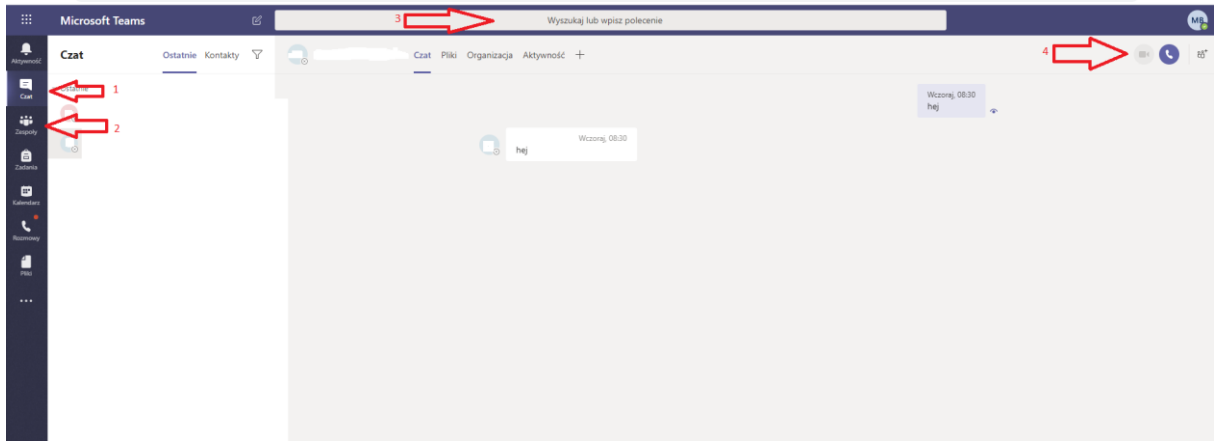 Microsoft Teams
3
Wyszukaj lub wpisz polecenie
MB
Aktywność
Czat
Ostatnie Kontakty
Czat Pliki Organizacja Aktywność +
4
Czat
1
Ostatnie
Wczoraj, 08:30
hej
Zespoły
2
Wczoraj, 08:30
hej
Zadania
Kalendarz
Rozmowy
Pliki